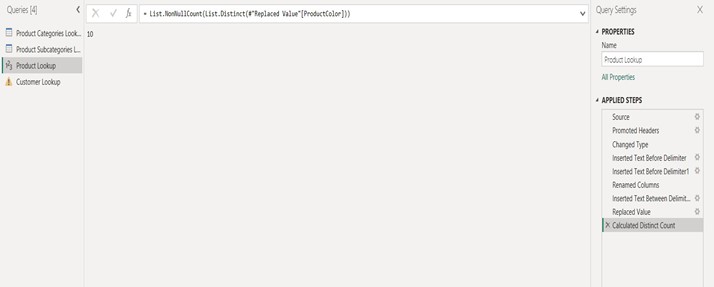 Queries [4]
= List.NonNullCount(List.Distinct(#"Replaced Value"[ProductColor]))
Query Settings
Product Categories Look...
Product Subcategories L...
Product Lookup
Customer Lookup
10
PROPERTIES
Name
Product Lookup
All Properties
APPLIED STEPS
Source
Promoted Headers
Changed Type
Inserted Text Before Delimiter
Inserted Text Before Delimiter1
Renamed Columns
Inserted Text Between Delimit...
Replaced Value
Calculated Distinct Count